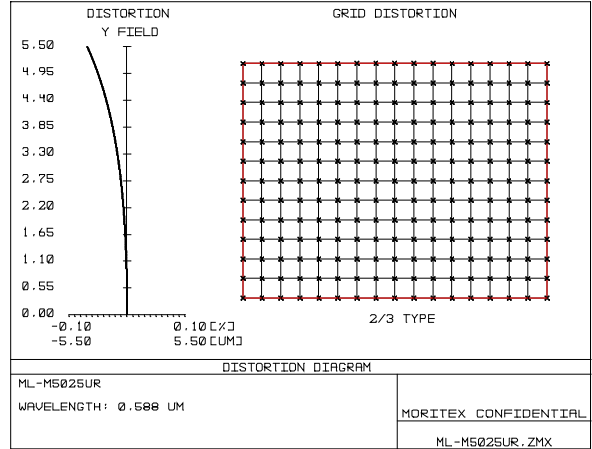 DISTORTION
Y FIELD
5.50
4.95
4.40
3.85
3.30
2.75
2.20
1.65
1.10
0.55
0.00
-0.10 0.10[%]
-5.50 5.50[UM]
GRID DISTORTION
2/3 TYPE
DISTORTION DIAGRAM
ML-M5025UR
WAVELENGTH: 0.588 UM
MORITEX CONFIDENTIAL
ML-M5025UR.ZMX